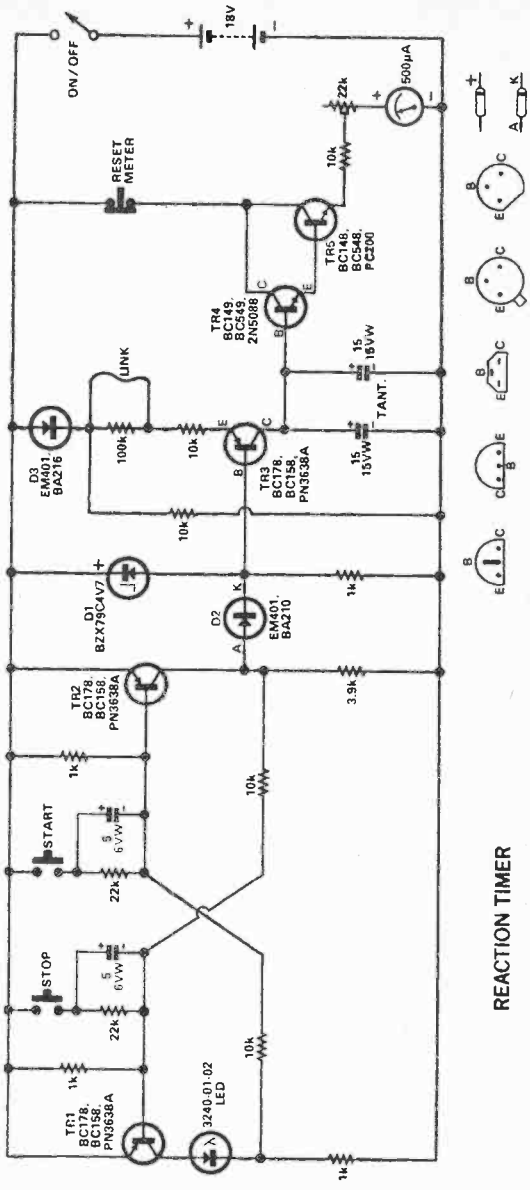 18V
+
−
ON/OFF
RESET
METER
22k
10k
500µA
+
−
TR5
BC148,
BC548,
PC200
TR4
BC149,
BC549,
2N5088
C
B
E
D3
EM401,
BA216
100k
LINK
10k
10k
E
B
C
TR3
BC178,
BC158,
PN3638A
15
15VW
15
16VW
TANT.
+
−
+
−
D1
BZX79C4V7
+
D2
A
K
EM401,
BA210
1k
TR2
BC178,
BC158,
PN3638A
3.9k
1k
START
5
6VW
+
−
22k
10k
STOP
5
6VW
+
−
22k
10k
1k
TR1
BC178,
BC158,
PN3638A
3240-01-02
LED
λ
1k
REACTION TIMER
B
E
C
C
B
E
B
E
C
B
E
C
B
E
C
+
A
K